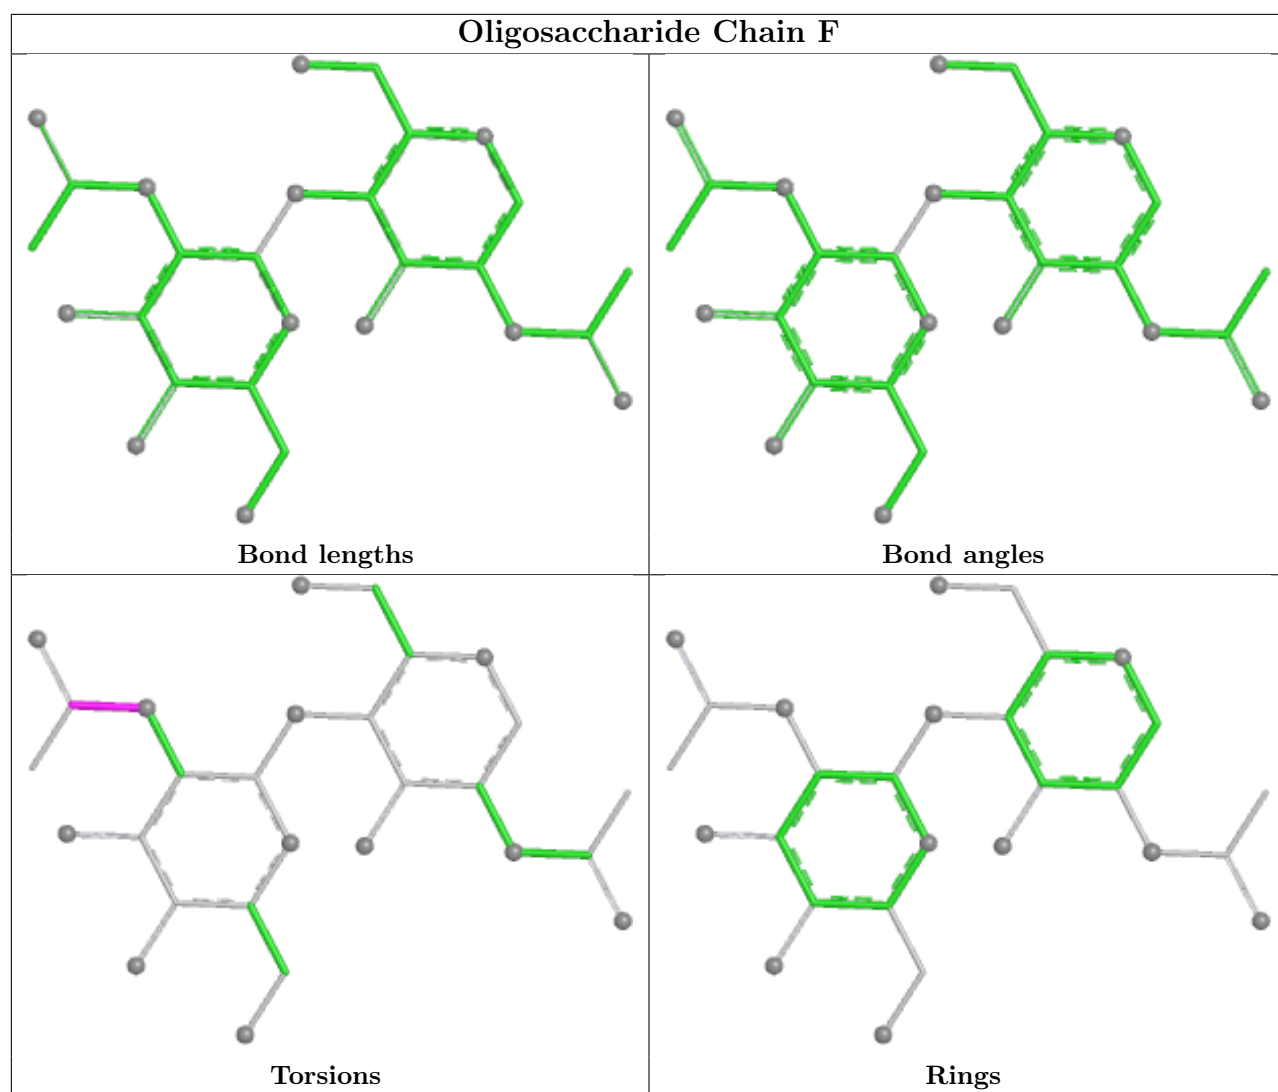 Oligosaccharide Chain F
Bond lengths
Bond angles
Torsions
Rings